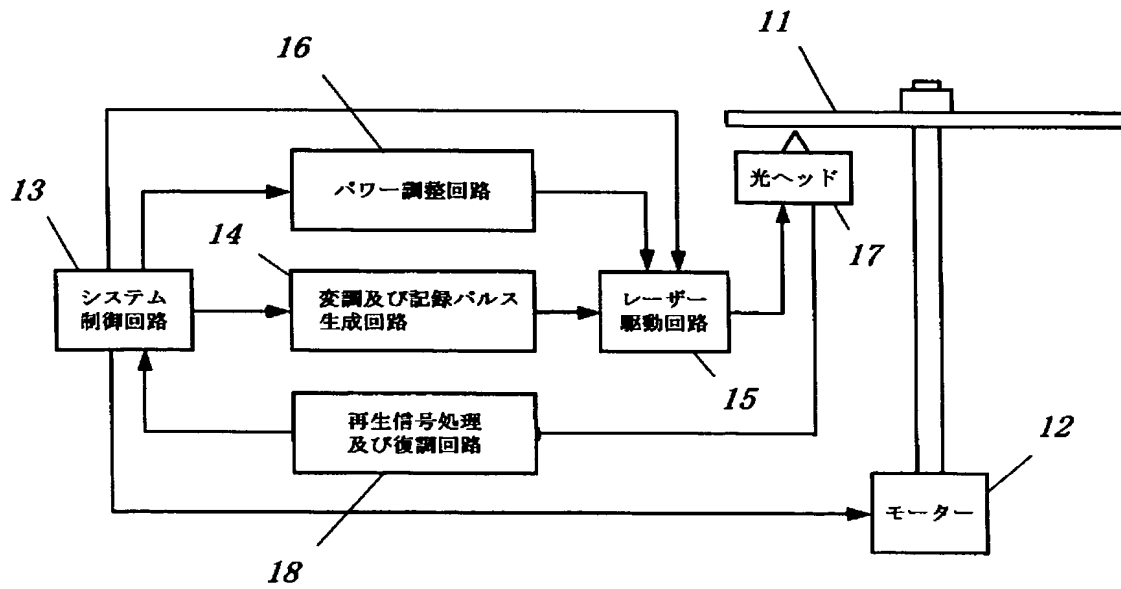 16
11
パワー調整回路
光ヘッド
13
14
17
システム
制御回路
変調及び記録パルス
生成回路
レーザー
駆動回路
15
再生信号処理
及び復調回路
12
モーター
18